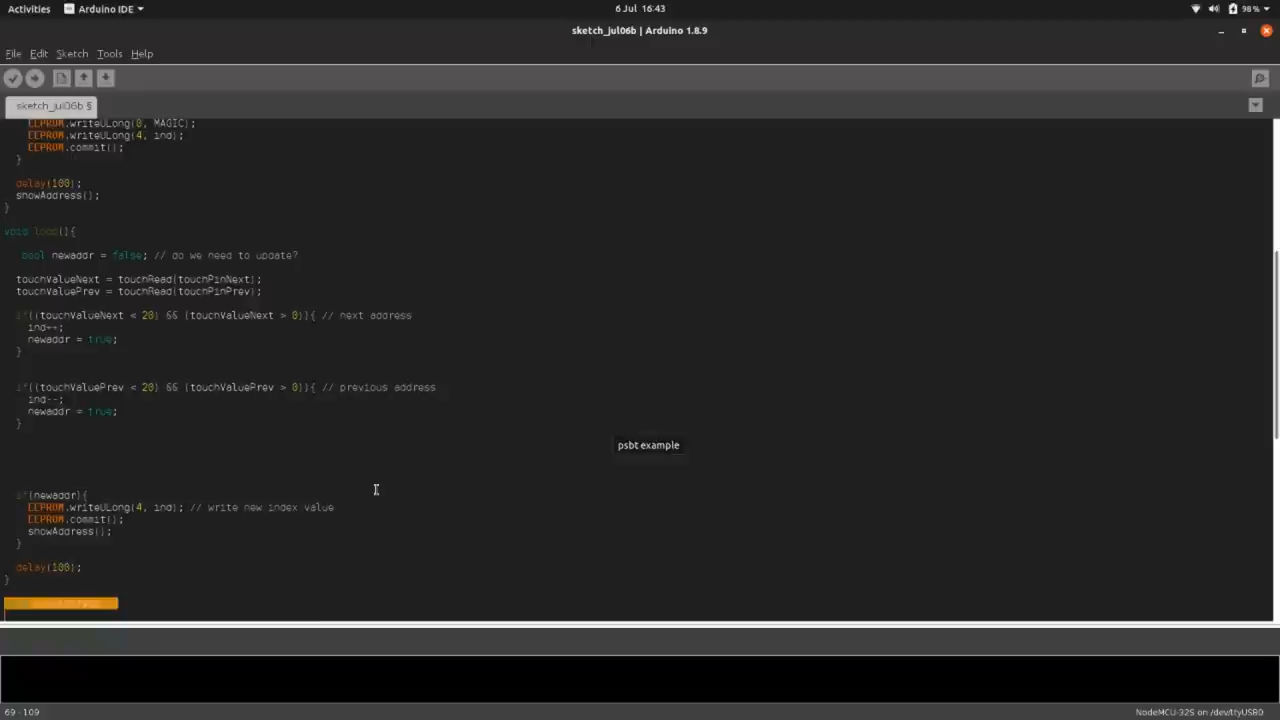 Activities Arduino IDE 6 Jul 16:43 98 %
sketch_jul06b | Arduino 1.8.9
File Edit Sketch Tools Help
sketch_jul06b §
EEPROM.writeULong(0, MAGIC);
EEPROM.writeULong(4, ind);
EEPROM.commit();
}
delay(100);
showAddress();
}
void loop(){
bool newaddr = false; // do we need to update?
touchValueNext = touchRead(touchPinNext);
touchValuePrev = touchRead(touchPinPrev);
if((touchValueNext < 20) && (touchValueNext > 0)){ // next address
ind++;
newaddr = true;
}
if((touchValuePrev < 20) && (touchValuePrev > 0)){ // previous address
ind--;
newaddr = true;
}
psbt example
if(newaddr){
EEPROM.writeULong(4, ind); // write new index value
EEPROM.commit();
showAddress();
}
delay(100);
}
69 - 109 NodeMCU-32S on /dev/ttyUSB0